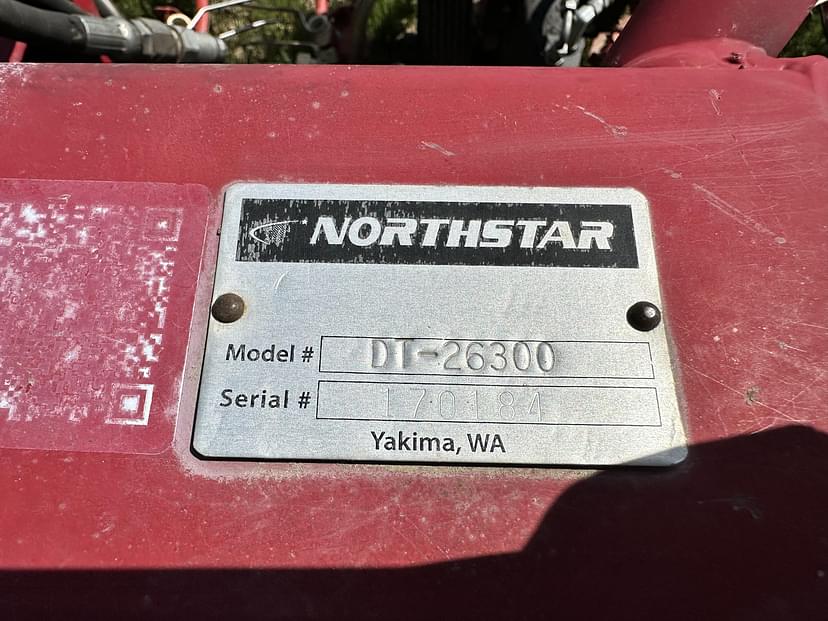 NORTHSTAR
Model # DT-26300
Serial # 170184
Yakima, WA